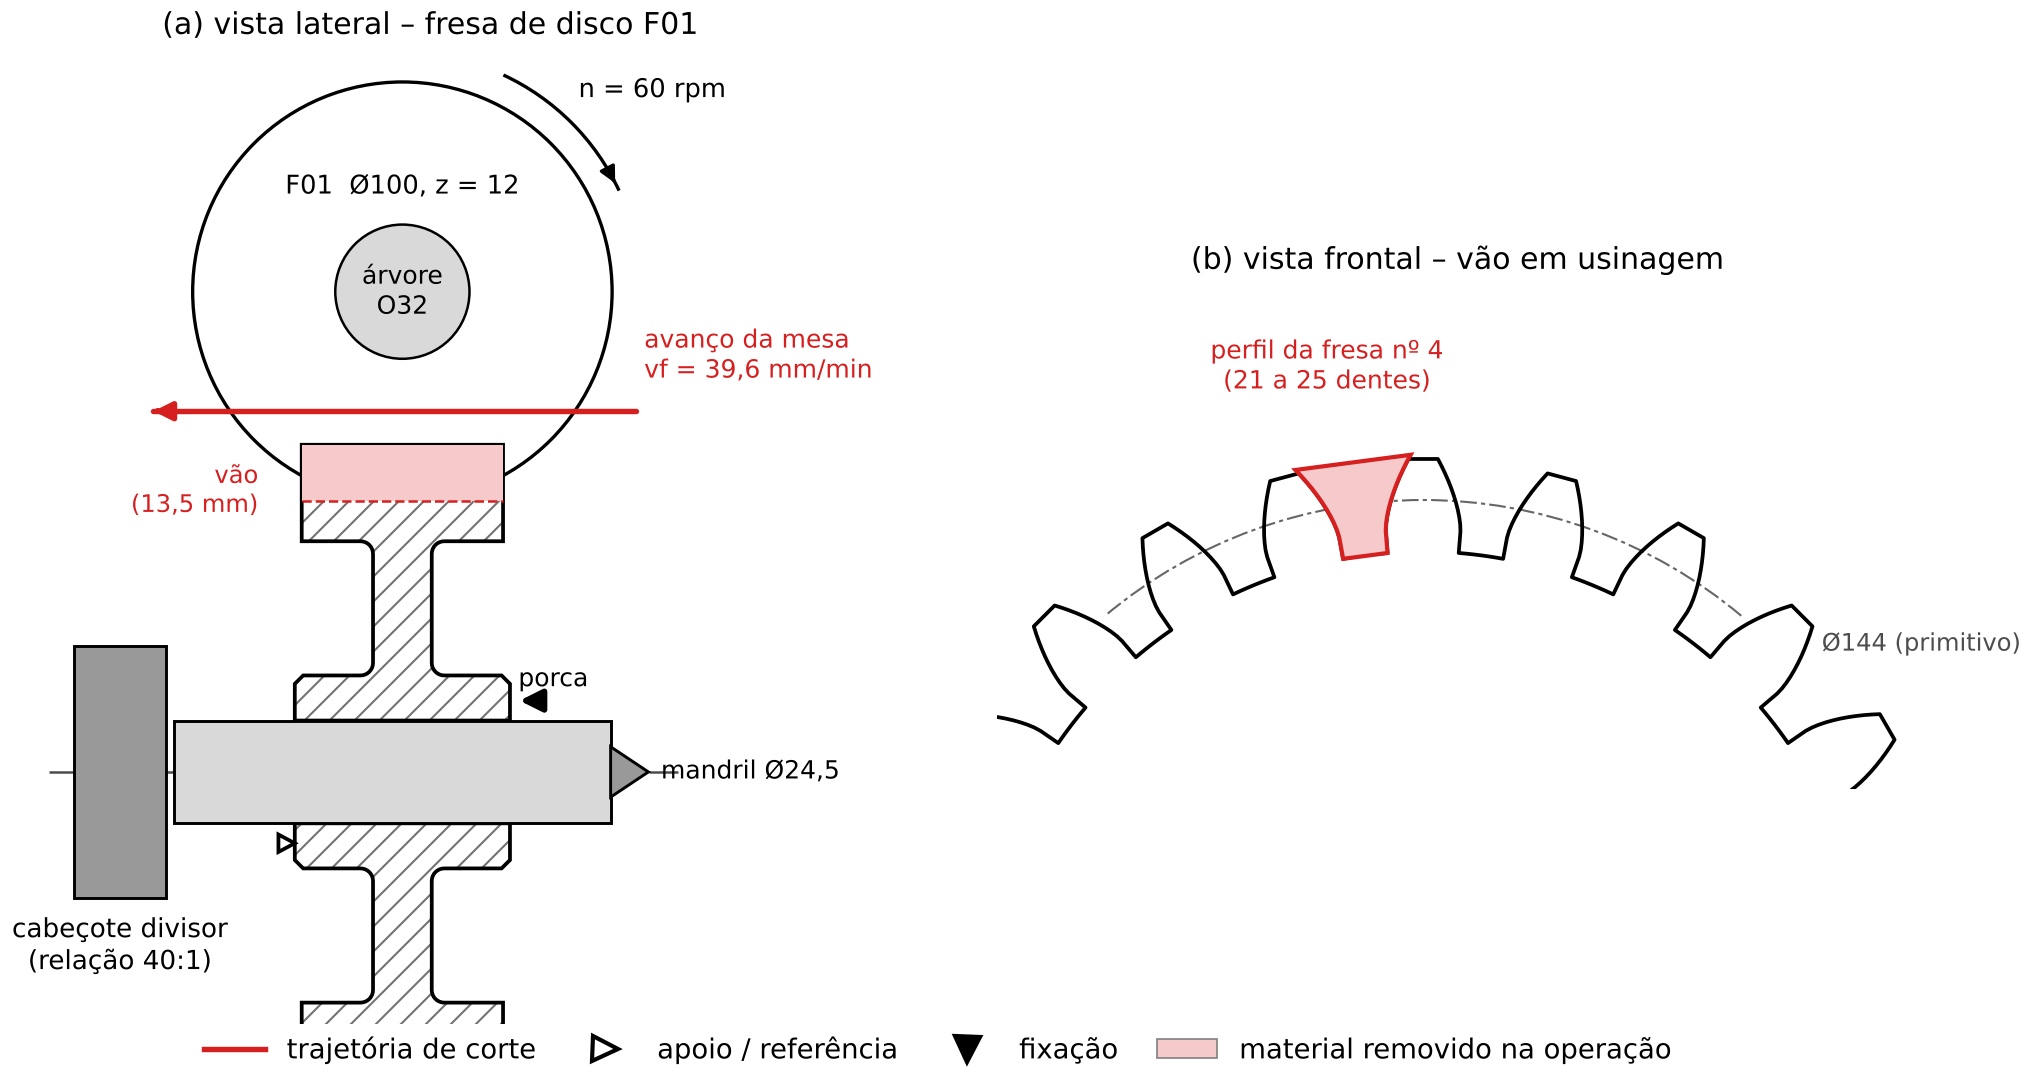 (a) vista lateral – fresa de disco F01
n = 60 rpm
F01 Ø100, z = 12
árvore
O32
avanço da mesa
vf = 39,6 mm/min
vão
(13,5 mm)
porca
mandril Ø24,5
cabeçote divisor
(relação 40:1)
(b) vista frontal – vão em usinagem
perfil da fresa nº 4
(21 a 25 dentes)
Ø144 (primitivo)
trajetória de corte
apoio / referência
fixação
material removido na operação